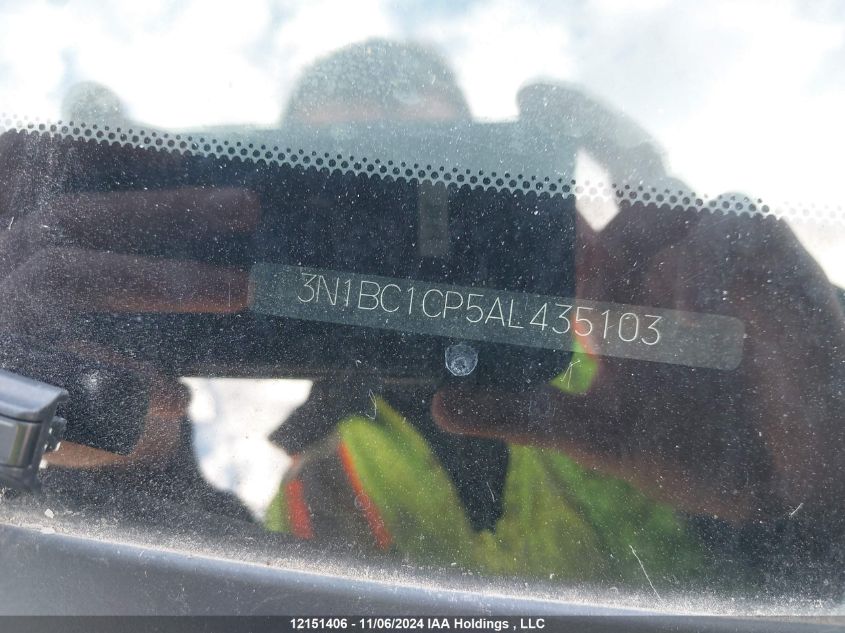 3N1BC1CP5AL435103
12151406 - 11/06/2024 IAA Holdings , LLC